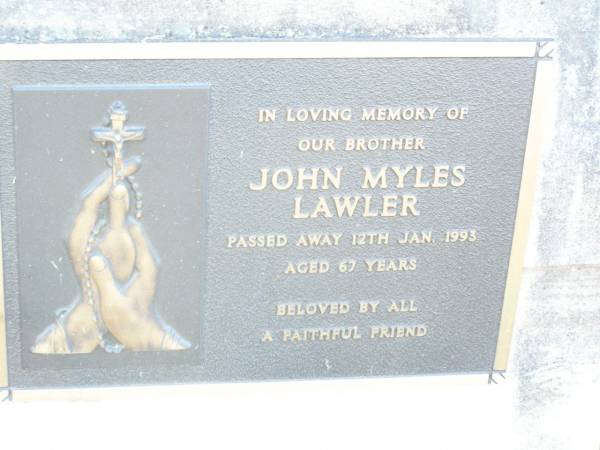 IN LOVING MEMORY OF
OUR BROTHER
JOHN MYLES
LAWLER
PASSED AWAY 12TH JAN. 1993
AGED 67 YEARS
BELOVED BY ALL
A FAITHFUL FRIEND